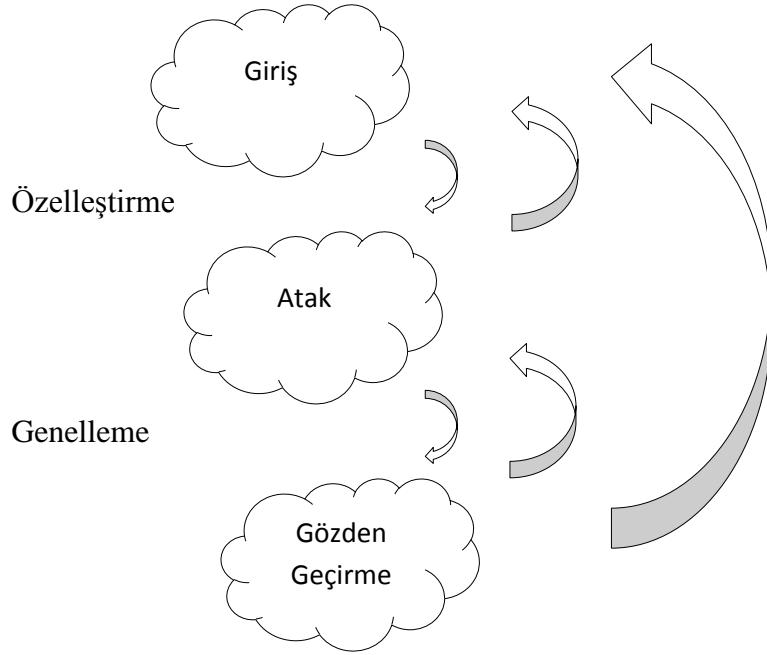 Giriş
Özelleştirme
Atak
Genelleme
Gözden
Geçirme